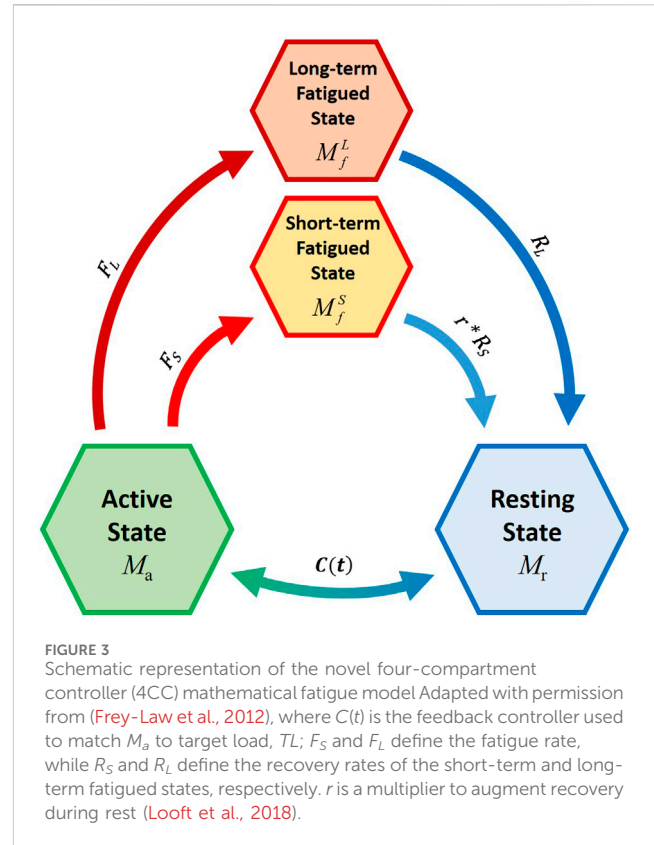 Long-term
Fatigued
State
M_f^L
Short-term
Fatigued
State
M_f^S
F_L
R_L
F_S
r * R_S
Active
State
M_a
Resting
State
M_r
C(t)
FIGURE 3
Schematic representation of the novel four-compartment
controller (4CC) mathematical fatigue model Adapted with permission
from (Frey-Law et al., 2012), where C(t) is the feedback controller used
to match M_a to target load, TL; F_S and F_L define the fatigue rate,
while R_S and R_L define the recovery rates of the short-term and long-
term fatigued states, respectively. r is a multiplier to augment recovery
during rest (Looft et al., 2018).